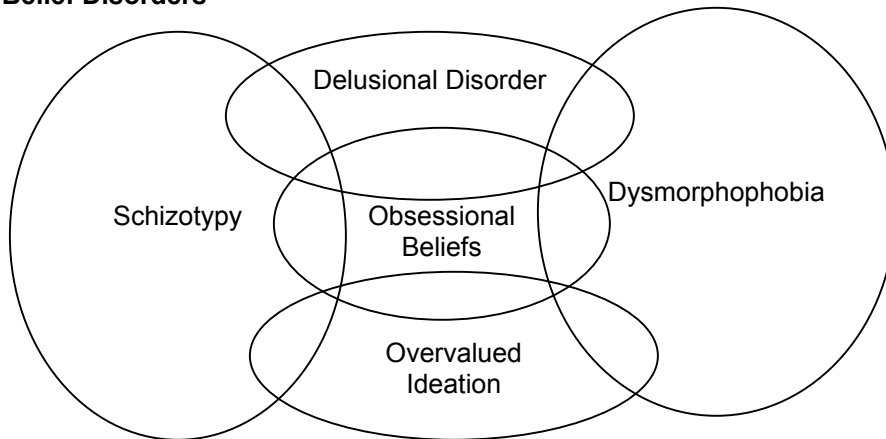 Belief Disorders
Delusional Disorder
Dysmorphophobia
Schizotypy
Obsessional
Beliefs
Overvalued
Ideation